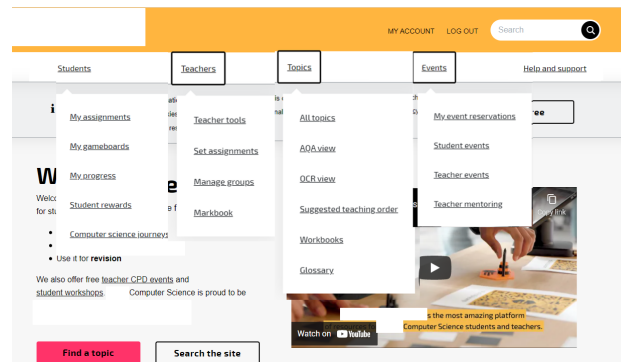 MY ACCOUNT LOG OUT Search
Students Teachers Topics Events Help and support
My assignments
My gameboards
My progress
Student rewards
Computer science journeys
Teacher tools
Set assignments
Manage groups
Markbook
All topics
AQA view
OCR view
Suggested teaching order
Workbooks
Glossary
My event reservations
Student events
Teacher events
Teacher mentoring
ree
W
Welc
for stu
Use it for revision
We also offer free teacher CPD events and
student workshops. Computer Science is proud to be
Find a topic Search the site
link
s the most amazing platform
Computer Science students and teachers.
Watch on YouTube